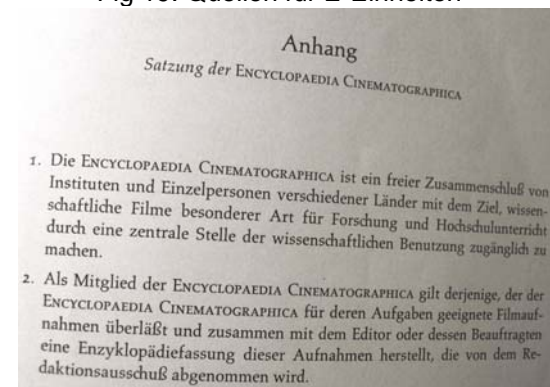 Anhang
Satzung der ENCYCLOPAEDIA CINEMATOGRAPHICA
1. Die ENCYCLOPAEDIA CINEMATOGRAPHICA ist ein freier Zusammenschluß von
Instituten und Einzelpersonen verschiedener Länder mit dem Ziel, wissen-
schaftliche Filme besonderer Art für Forschung und Hochschulunterricht
durch eine zentrale Stelle der wissenschaftlichen Benutzung zugänglich zu
machen.
2. Als Mitglied der ENCYCLOPAEDIA CINEMATOGRAPHICA gilt derjenige, der der
ENCYCLOPAEDIA CINEMATOGRAPHICA für deren Aufgaben geeignete Filmauf-
nahmen überläßt und zusammen mit dem Editor oder dessen Beauftragten
eine Enzyklopädiefassung dieser Aufnahmen herstellt, die von dem Re-
daktionsausschuß abgenommen wird.